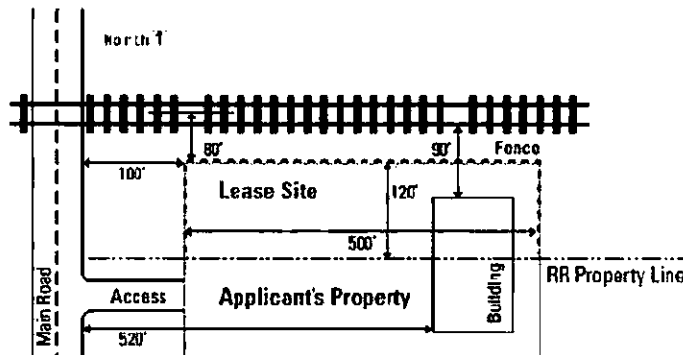 North
80'
90'
Fence
100'
Lease Site
120'
500'
RR Property Line
Access
Applicant's Property
Building
Main Road
520'